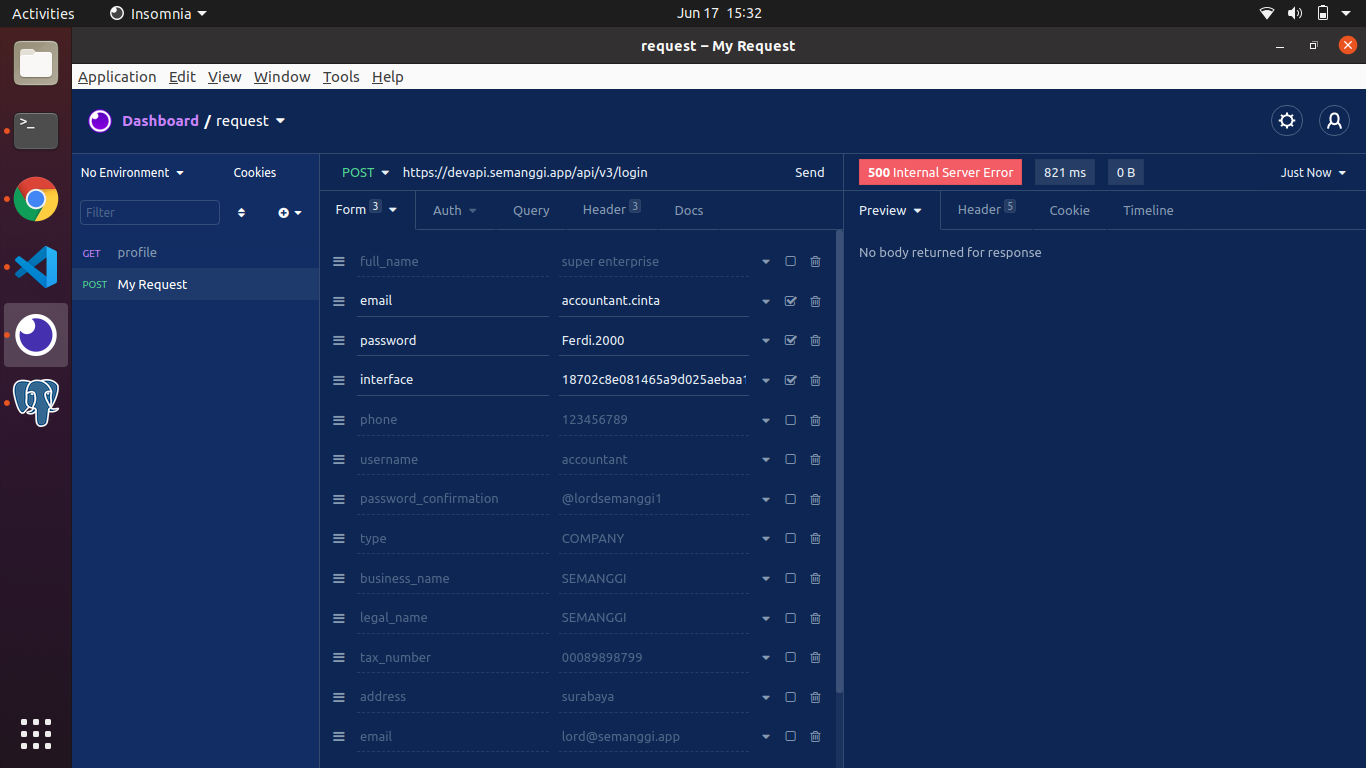 Activities Insomnia Jun 17 15:32
request – My Request
Application Edit View Window Tools Help
Dashboard / request
No Environment Cookies POST https://devapi.semanggi.app/api/v3/login Send 500 Internal Server Error 821 ms 0 B Just Now
Filter Form 3 Auth Query Header 3 Docs Preview Header 5 Cookie Timeline
GET profile
POST My Request
No body returned for response
full_name super enterprise
email accountant.cinta
password Ferdi.2000
interface 18702c8e081465a9d025aebaa1
phone 123456789
username accountant
password_confirmation @lordsemanggi1
type COMPANY
business_name SEMANGGI
legal_name SEMANGGI
tax_number 00089898799
address surabaya
email lord@semanggi.app